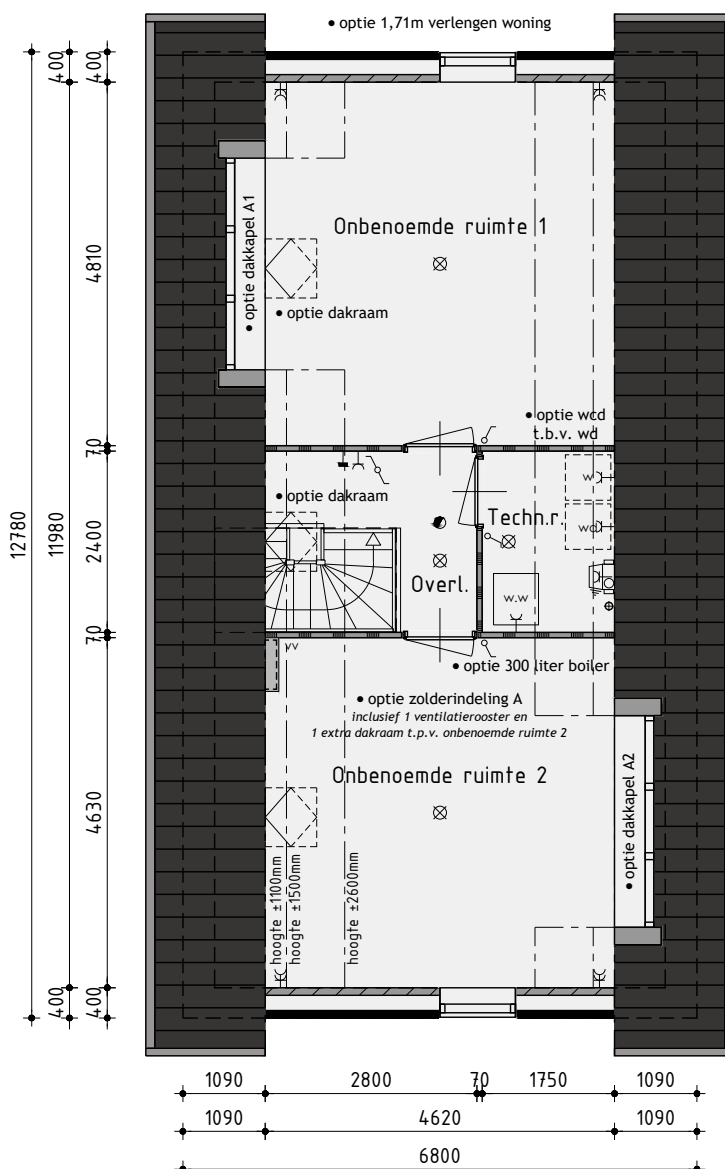 • optie 1,71m verlengen woning
400
400
4810
• optie dakkapel A1
Onbenoemde ruimte 1
• optie dakraam
• optie wcd
t.b.v. wd
70
12780
11980
2400
• optie dakraam
Techn.r.
wd
Overl.
w.w
70
• optie 300 liter boiler
vv
• optie zolderindeling A
inclusief 1 ventilatierooster en
1 extra dakraam t.p.v. onbenoemde ruimte 2
Onbenoemde ruimte 2
• optie dakkapel A2
4630
hoogte ±1100mm
hoogte ±1500mm
hoogte ±2600mm
400
400
1090 2800 70 1750 1090
1090 4620 1090
6800